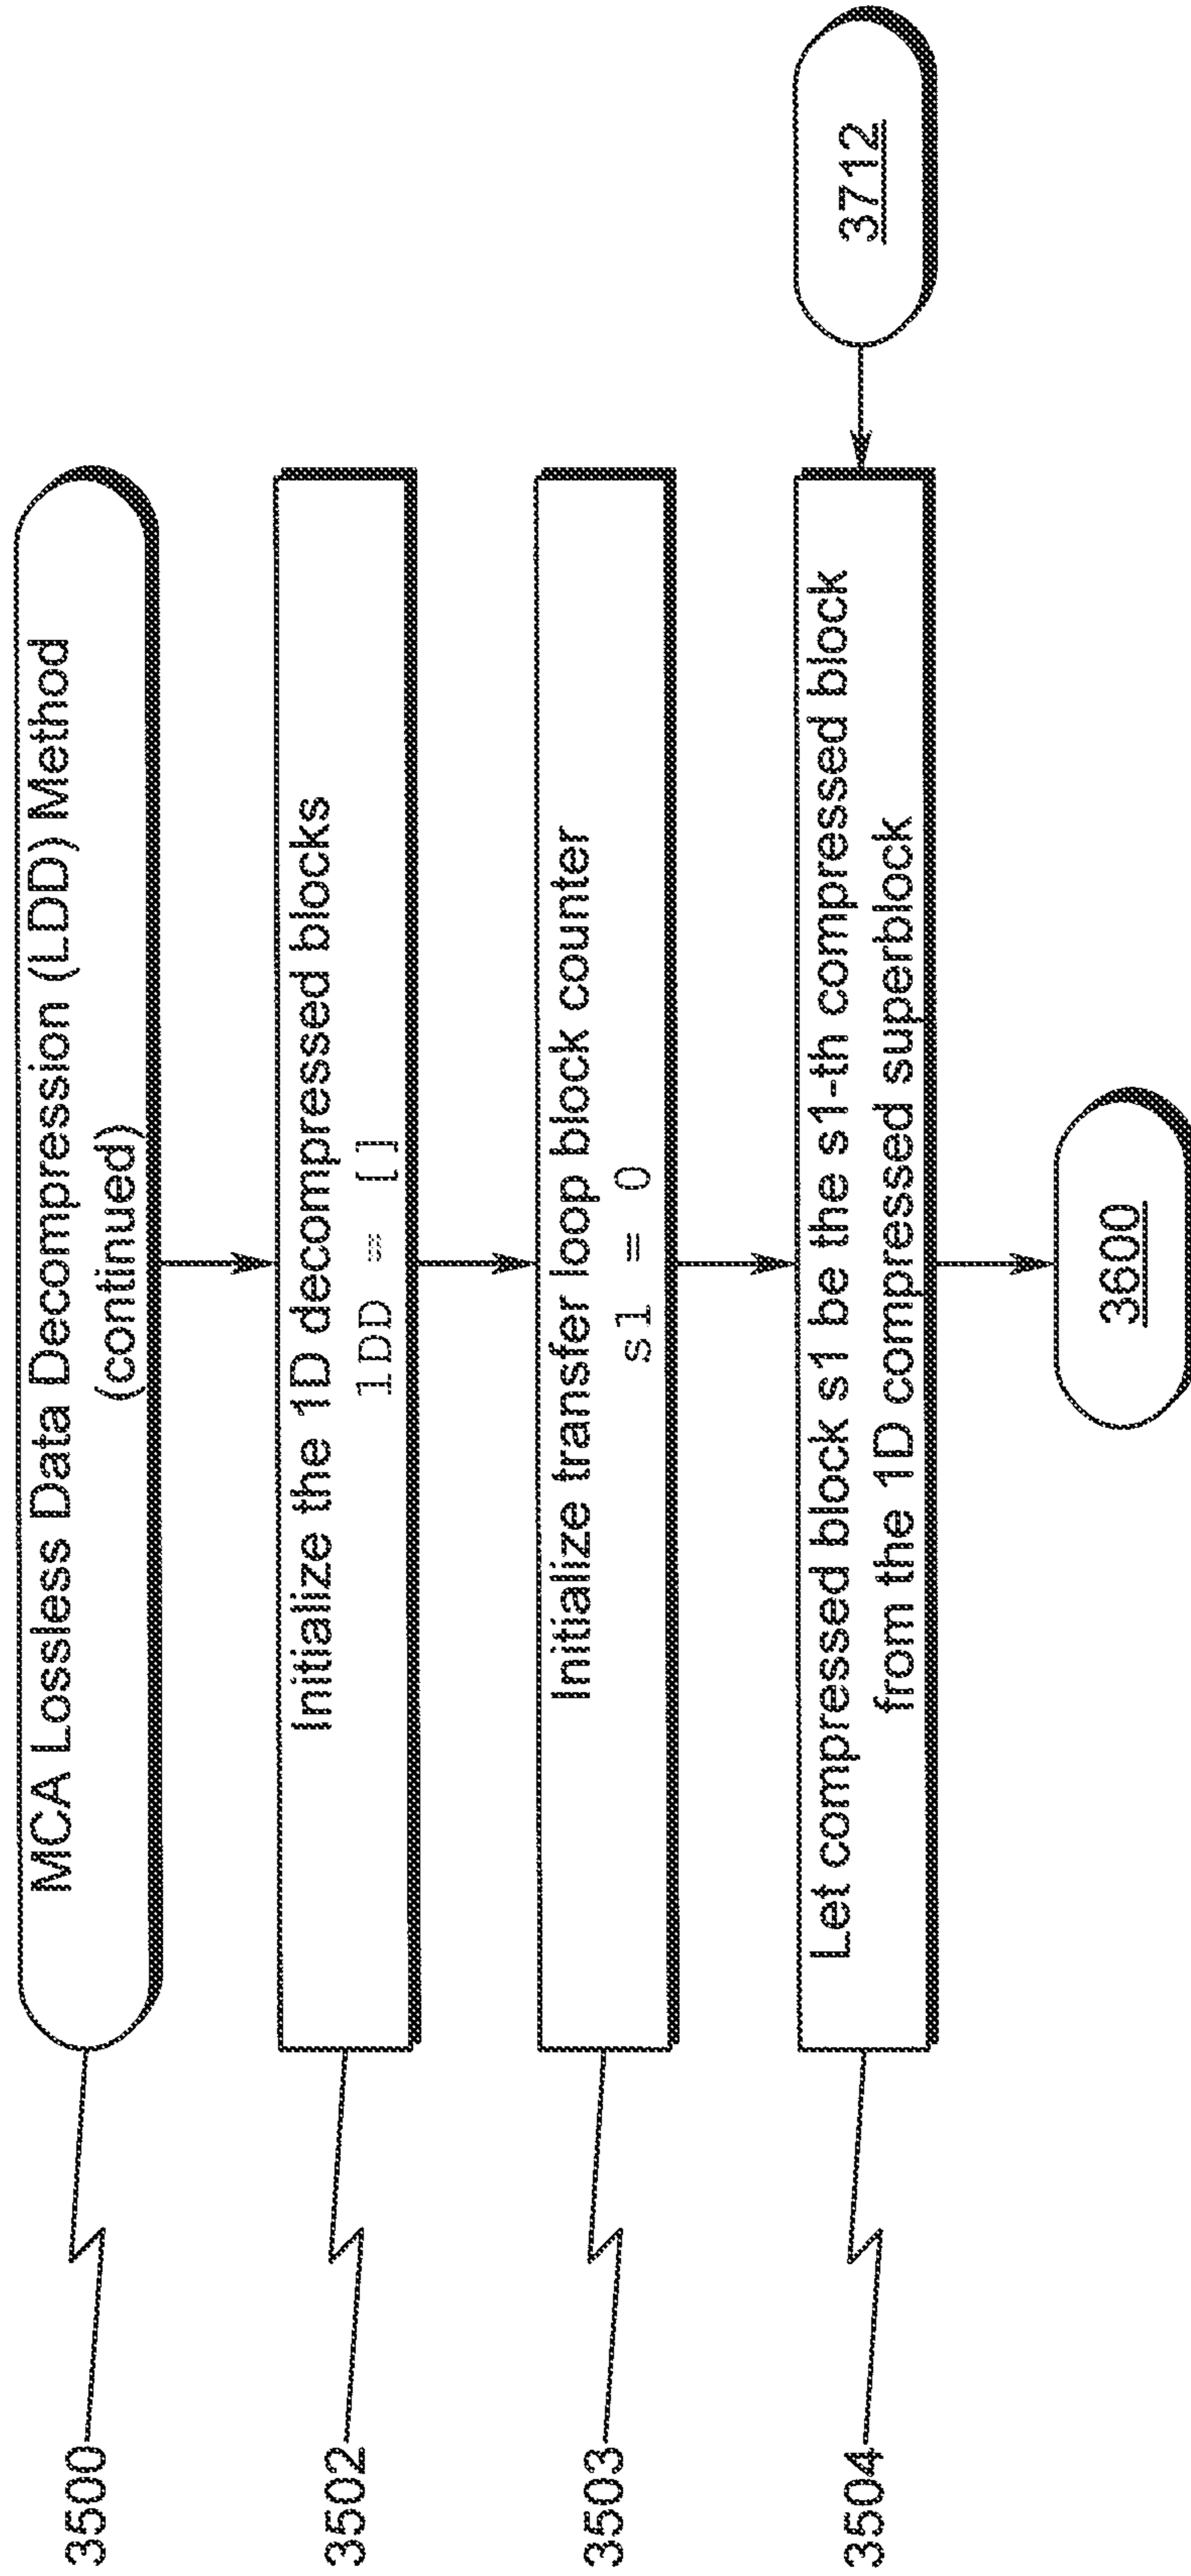 3500
MCA Lossless Data Decompression (LDD) Method
(continued)
3502
Initialize the 1D decompressed blocks
1DD = []
3503
Initialize transfer loop block counter
s1 = 0
3504
Let compressed block s1 be the s1-th compressed block
from the 1D compressed superblock
3712
3600